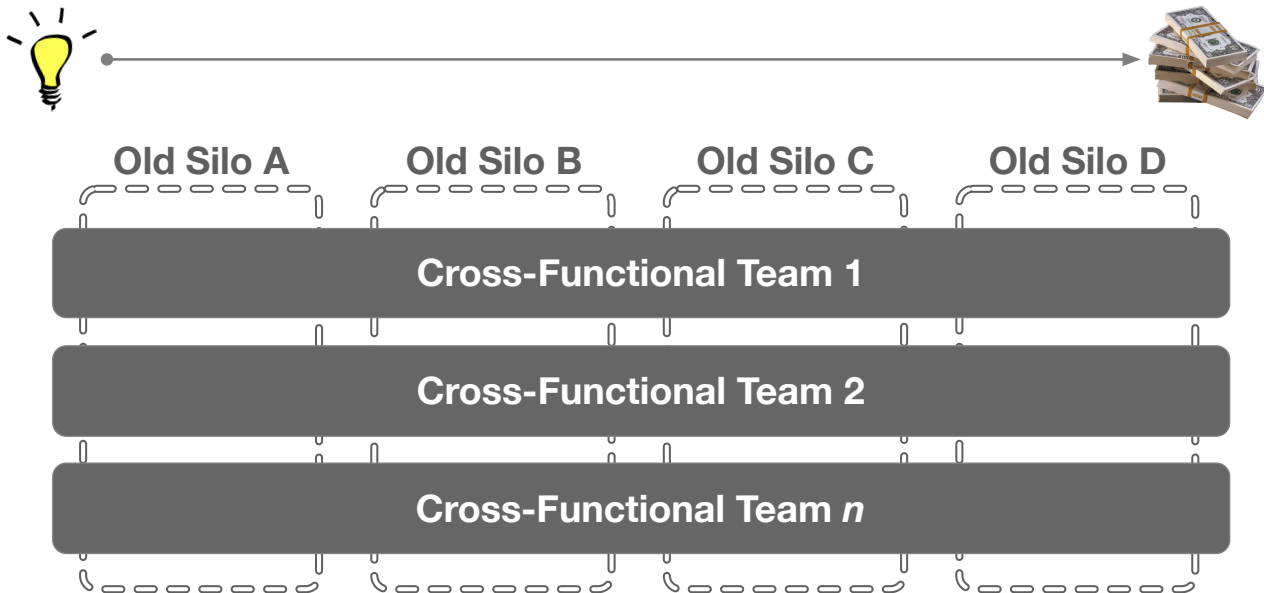 Old Silo A
Old Silo B
Old Silo C
Old Silo D
Cross-Functional Team 1
Cross-Functional Team 2
Cross-Functional Team n